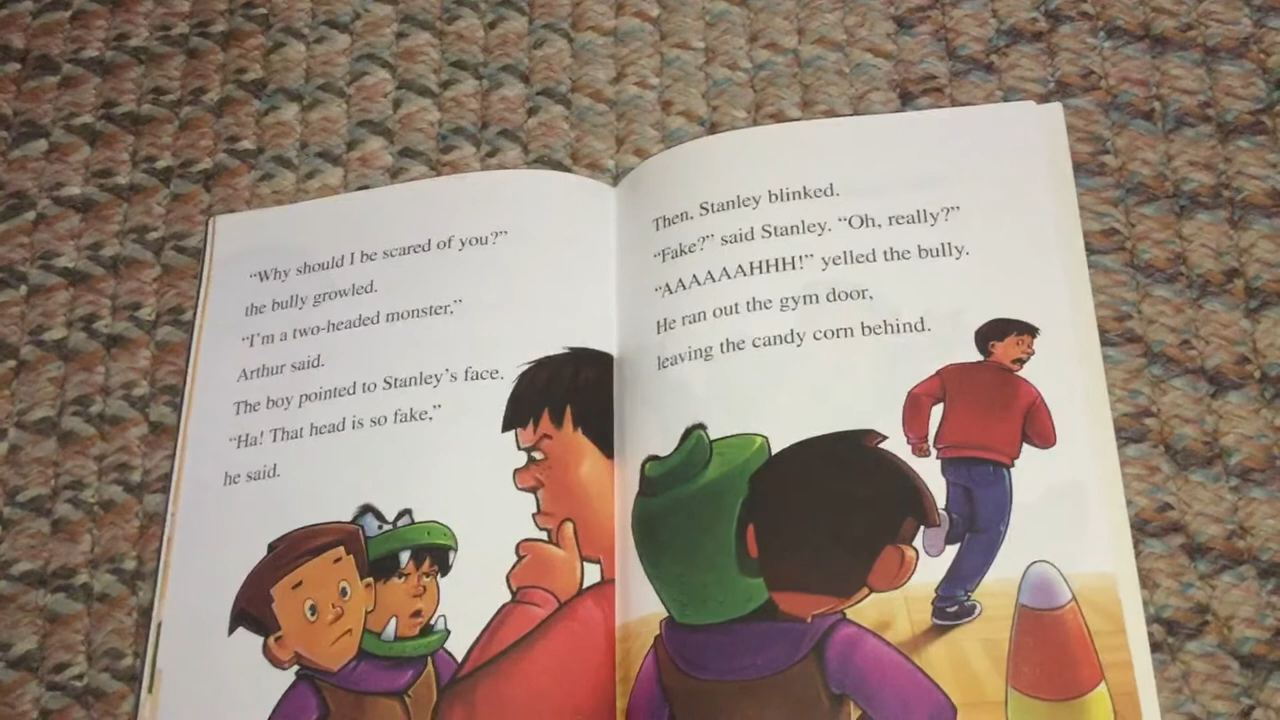 “Why should I be scared of you?”
the bully growled.
“I’m a two-headed monster,”
Arthur said.
The boy pointed to Stanley’s face.
“Ha! That head is so fake,”
he said.
Then, Stanley blinked.
“Fake?” said Stanley. “Oh, really?”
“AAAAAAHHH!” yelled the bully.
He ran out the gym door,
leaving the candy corn behind.